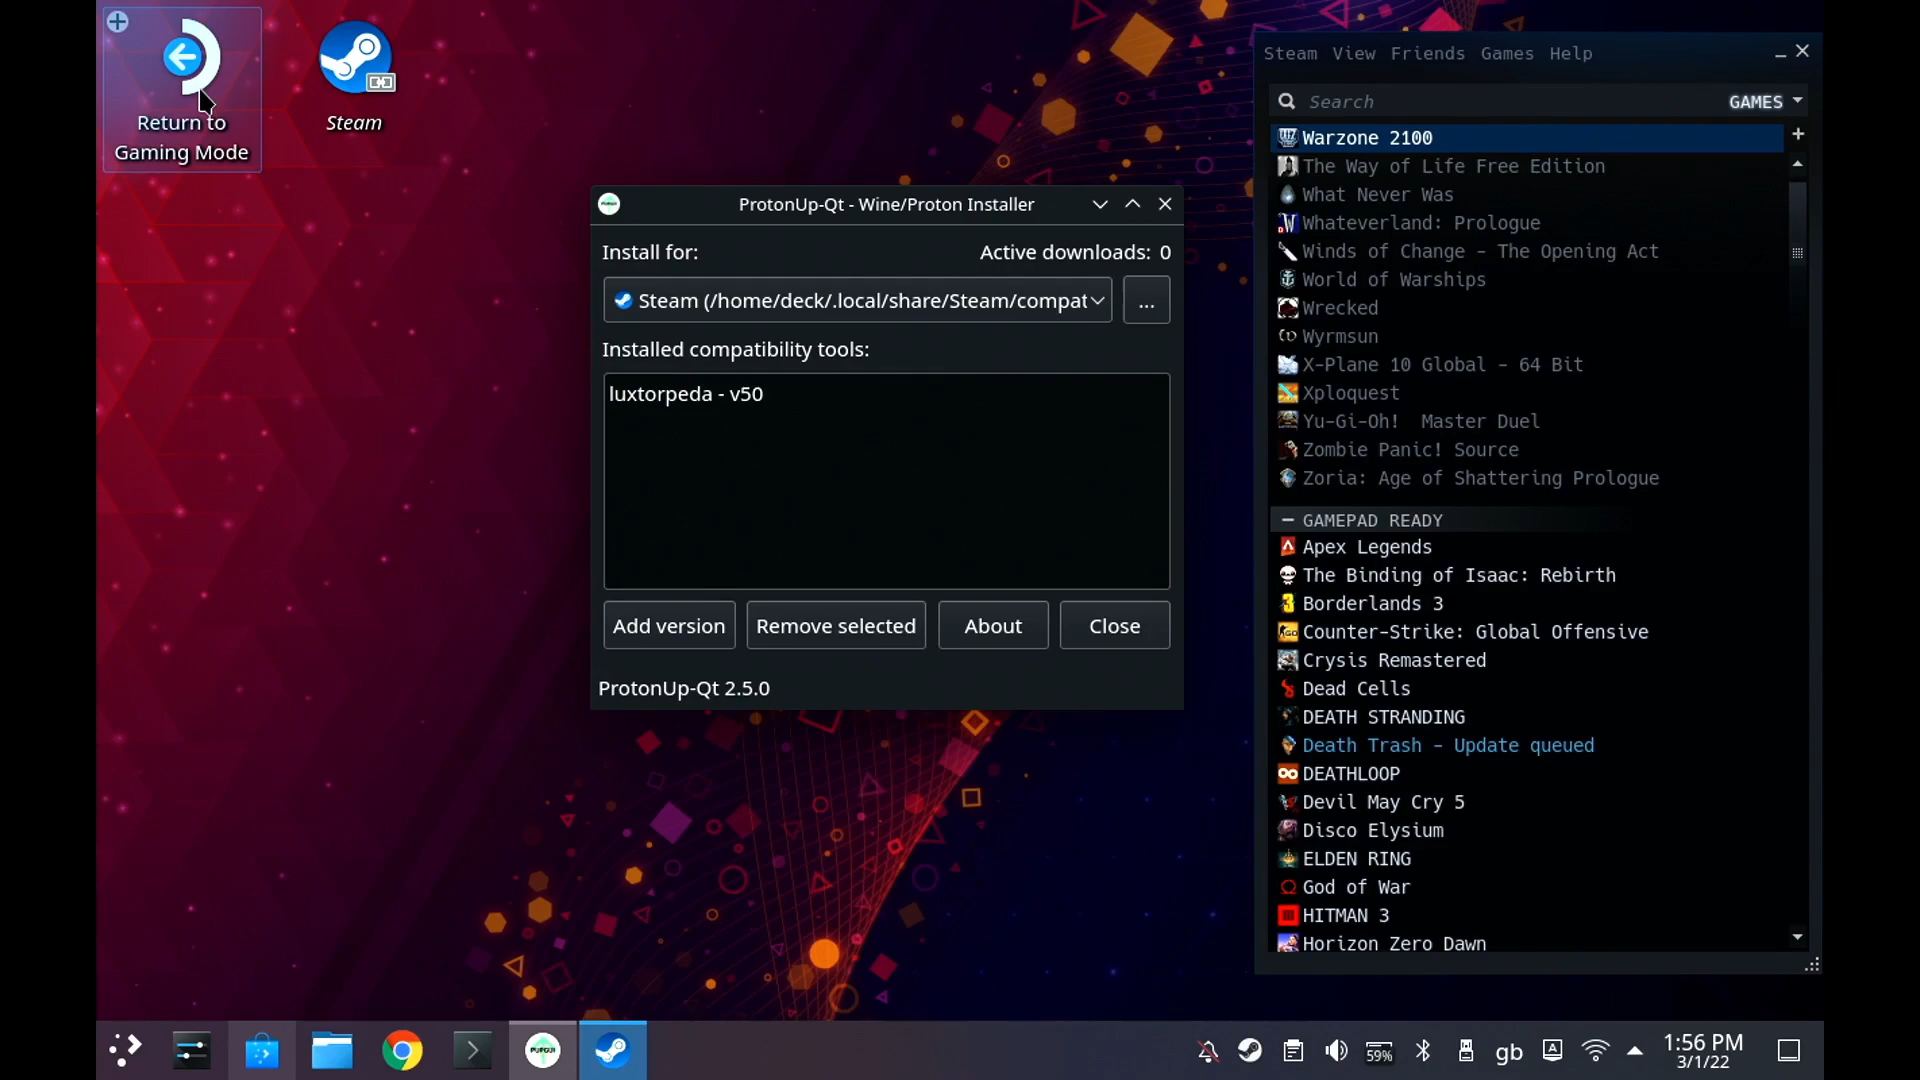 Return to
Gaming Mode
Steam
ProtonUp-Qt - Wine/Proton Installer
Install for:
Active downloads: 0
Steam (/home/deck/.local/share/Steam/compat
...
Installed compatibility tools:
luxtorpeda - v50
Add version
Remove selected
About
Close
ProtonUp-Qt 2.5.0
Steam View Friends Games Help
Search
GAMES
Warzone 2100
The Way of Life Free Edition
What Never Was
Whateverland: Prologue
Winds of Change - The Opening Act
World of Warships
Wrecked
Wyrmsun
X-Plane 10 Global - 64 Bit
Xploquest
Yu-Gi-Oh! Master Duel
Zombie Panic! Source
Zoria: Age of Shattering Prologue
GAMEPAD READY
Apex Legends
The Binding of Isaac: Rebirth
Borderlands 3
Counter-Strike: Global Offensive
Crysis Remastered
Dead Cells
DEATH STRANDING
Death Trash - Update queued
DEATHLOOP
Devil May Cry 5
Disco Elysium
ELDEN RING
God of War
HITMAN 3
Horizon Zero Dawn
PUPGUI
59%
gb
A
1:56 PM
3/1/22